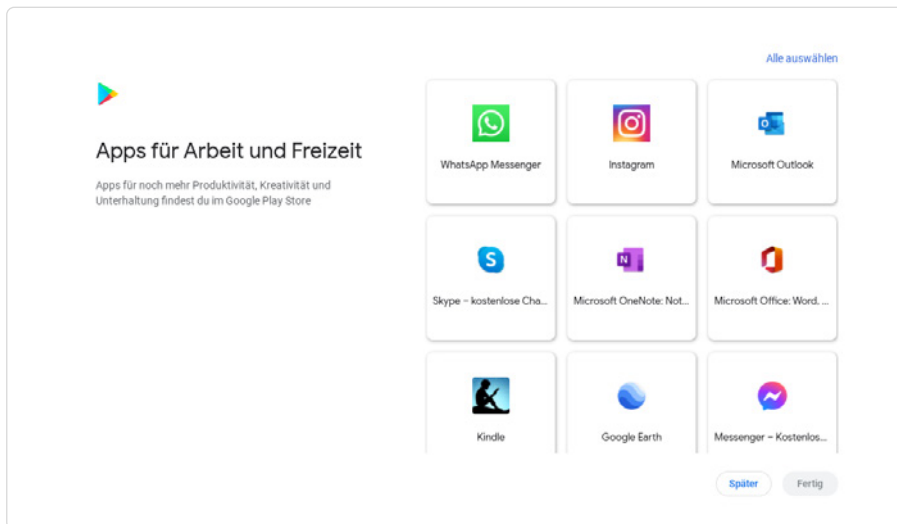 Alle auswählen
Apps für Arbeit und Freizeit
Apps für noch mehr Produktivität, Kreativität und
Unterhaltung findest du im Google Play Store
WhatsApp Messenger
Instagram
Microsoft Outlook
Skype – kostenlose Cha...
Microsoft OneNote: Not...
Microsoft Office: Word, ...
Kindle
Google Earth
Messenger – Kostenlos...
Später
Fertig